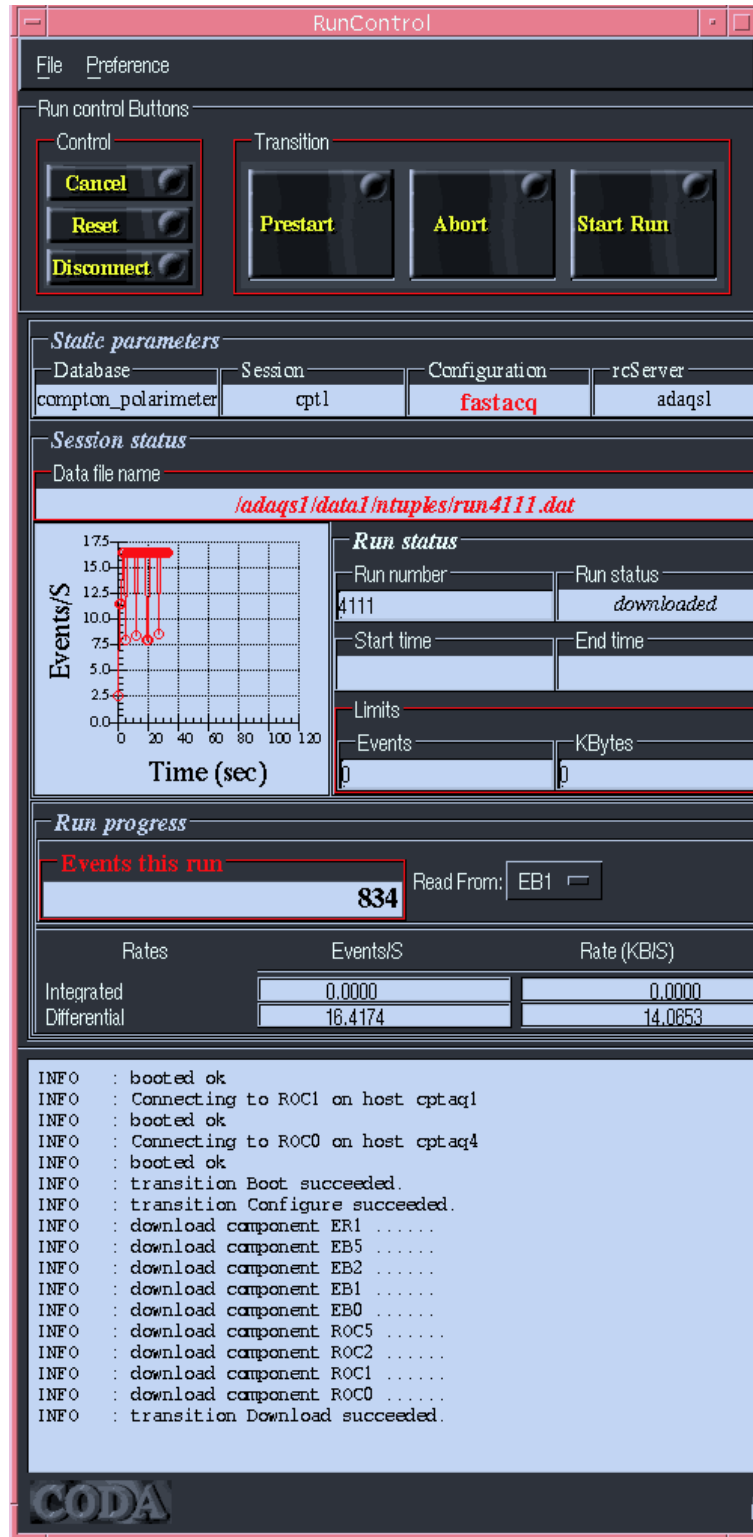 RunControl
File Preference
Run control Buttons
Control Transition
Cancel
Reset
Disconnect
Prestart Abort Start Run
Static parameters
Database Session Configuration rcServer
compton_polarimeter cpt1 fastacq adaqs1
Session status
Data file name
/adaqs1/data1/ntuples/run4111.dat
Events/S
17.5
15.0
12.5
10.0
7.5
5.0
2.5
0.0
0 20 40 60 80 100 120
Time (sec)
Run status
Run number Run status
4111 downloaded
Start time End time
Limits
Events KBytes
0 0
Run progress
Events this run
834
Read From: EB1
Rates Events/S Rate (KB/S)
Integrated 0.0000 0.0000
Differential 16.4174 14.0653
INFO : booted ok
INFO : Connecting to ROC1 on host cptaq1
INFO : booted ok
INFO : Connecting to ROC0 on host cptaq4
INFO : booted ok
INFO : transition Boot succeeded.
INFO : transition Configure succeeded.
INFO : download component ER1 ......
INFO : download component EB5 ......
INFO : download component EB2 ......
INFO : download component EB1 ......
INFO : download component EB0 ......
INFO : download component ROC5 ......
INFO : download component ROC2 ......
INFO : download component ROC1 ......
INFO : download component ROC0 ......
INFO : transition Download succeeded.
CODA